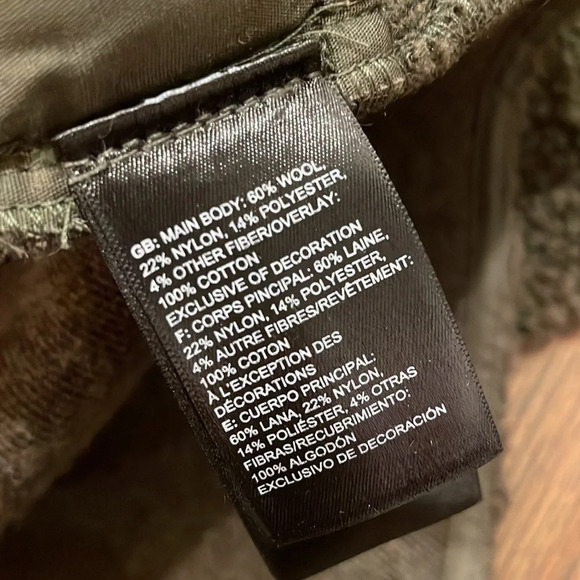 GB: MAIN BODY: 60% WOOL,
22% NYLON, 14% POLYESTER,
4% OTHER FIBER/OVERLAY:
100% COTTON
EXCLUSIVE OF DECORATION
F: CORPS PINCIPAL: 60% LAINE,
22% NYLON, 14% POLYESTER,
4% AUTRE FIBRES/REVÊTEMENT:
100% COTON
À L'EXCEPTION DES
DÉCORATIONS
E: CUERPO PRINCIPAL:
60% LANA, 22% NYLON,
14% POLIÉSTER, 4% OTRAS
FIBRAS/RECUBRIMIENTO:
100% ALGODÓN
EXCLUSIVO DE DECORACIÓN